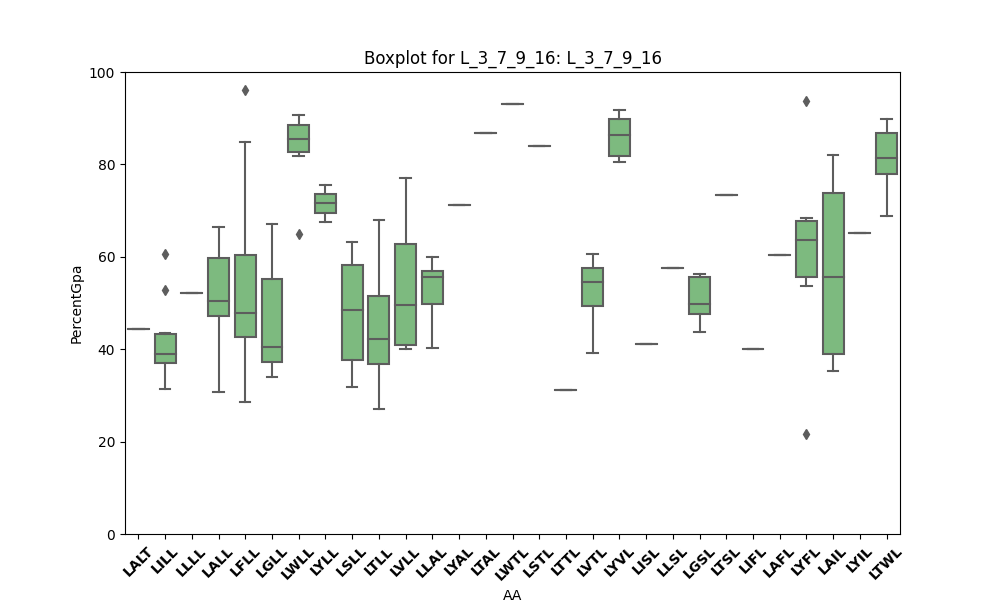 Boxplot for L_3_7_9_16: L_3_7_9_16
100
80
60
40
20
0
PercentGpa
LALT LILL LLLL LALL LFLL LGLL LWLL LYLL LSLL LTLL LVLL LLAL LYAL LTAL LWTL LSTL LTTL LVTL LYVL LISL LLSL LGSL LTSL LIFL LAFL LYFL LAIL LYIL LTWL
AA